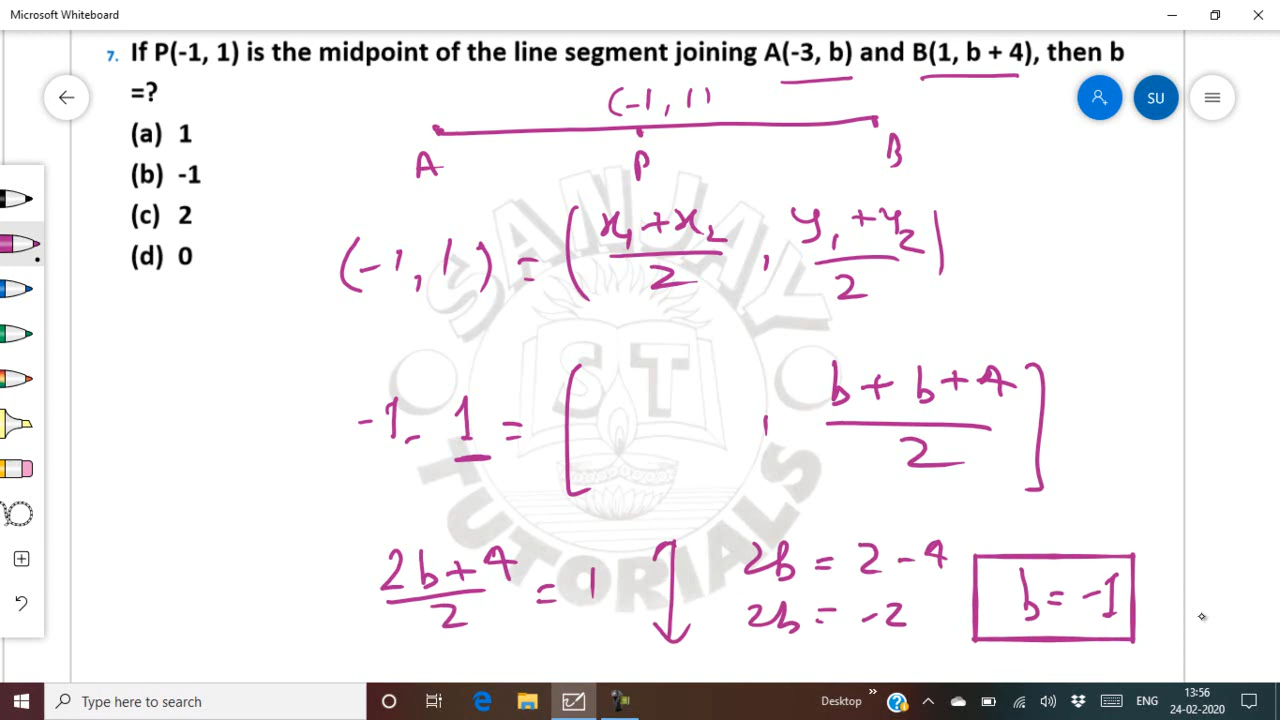 Microsoft Whiteboard
7. If P(-1, 1) is the midpoint of the line segment joining A(-3, b) and B(1, b + 4), then b
=?
(a) 1
(b) -1
(c) 2
(d) 0
(-1, 1)
A P B
SU
(-1, 1) = (x₁+x₂/2, y₁+y₂/2)
SANJAY
ST
TUTORIALS
-1, 1 = [ , b + b + 4/2]
2b+4/2 = 1
2b = 2 - 4
2b = -2
b = -1
Type here to search
Desktop
ENG
13:56
24-02-2020